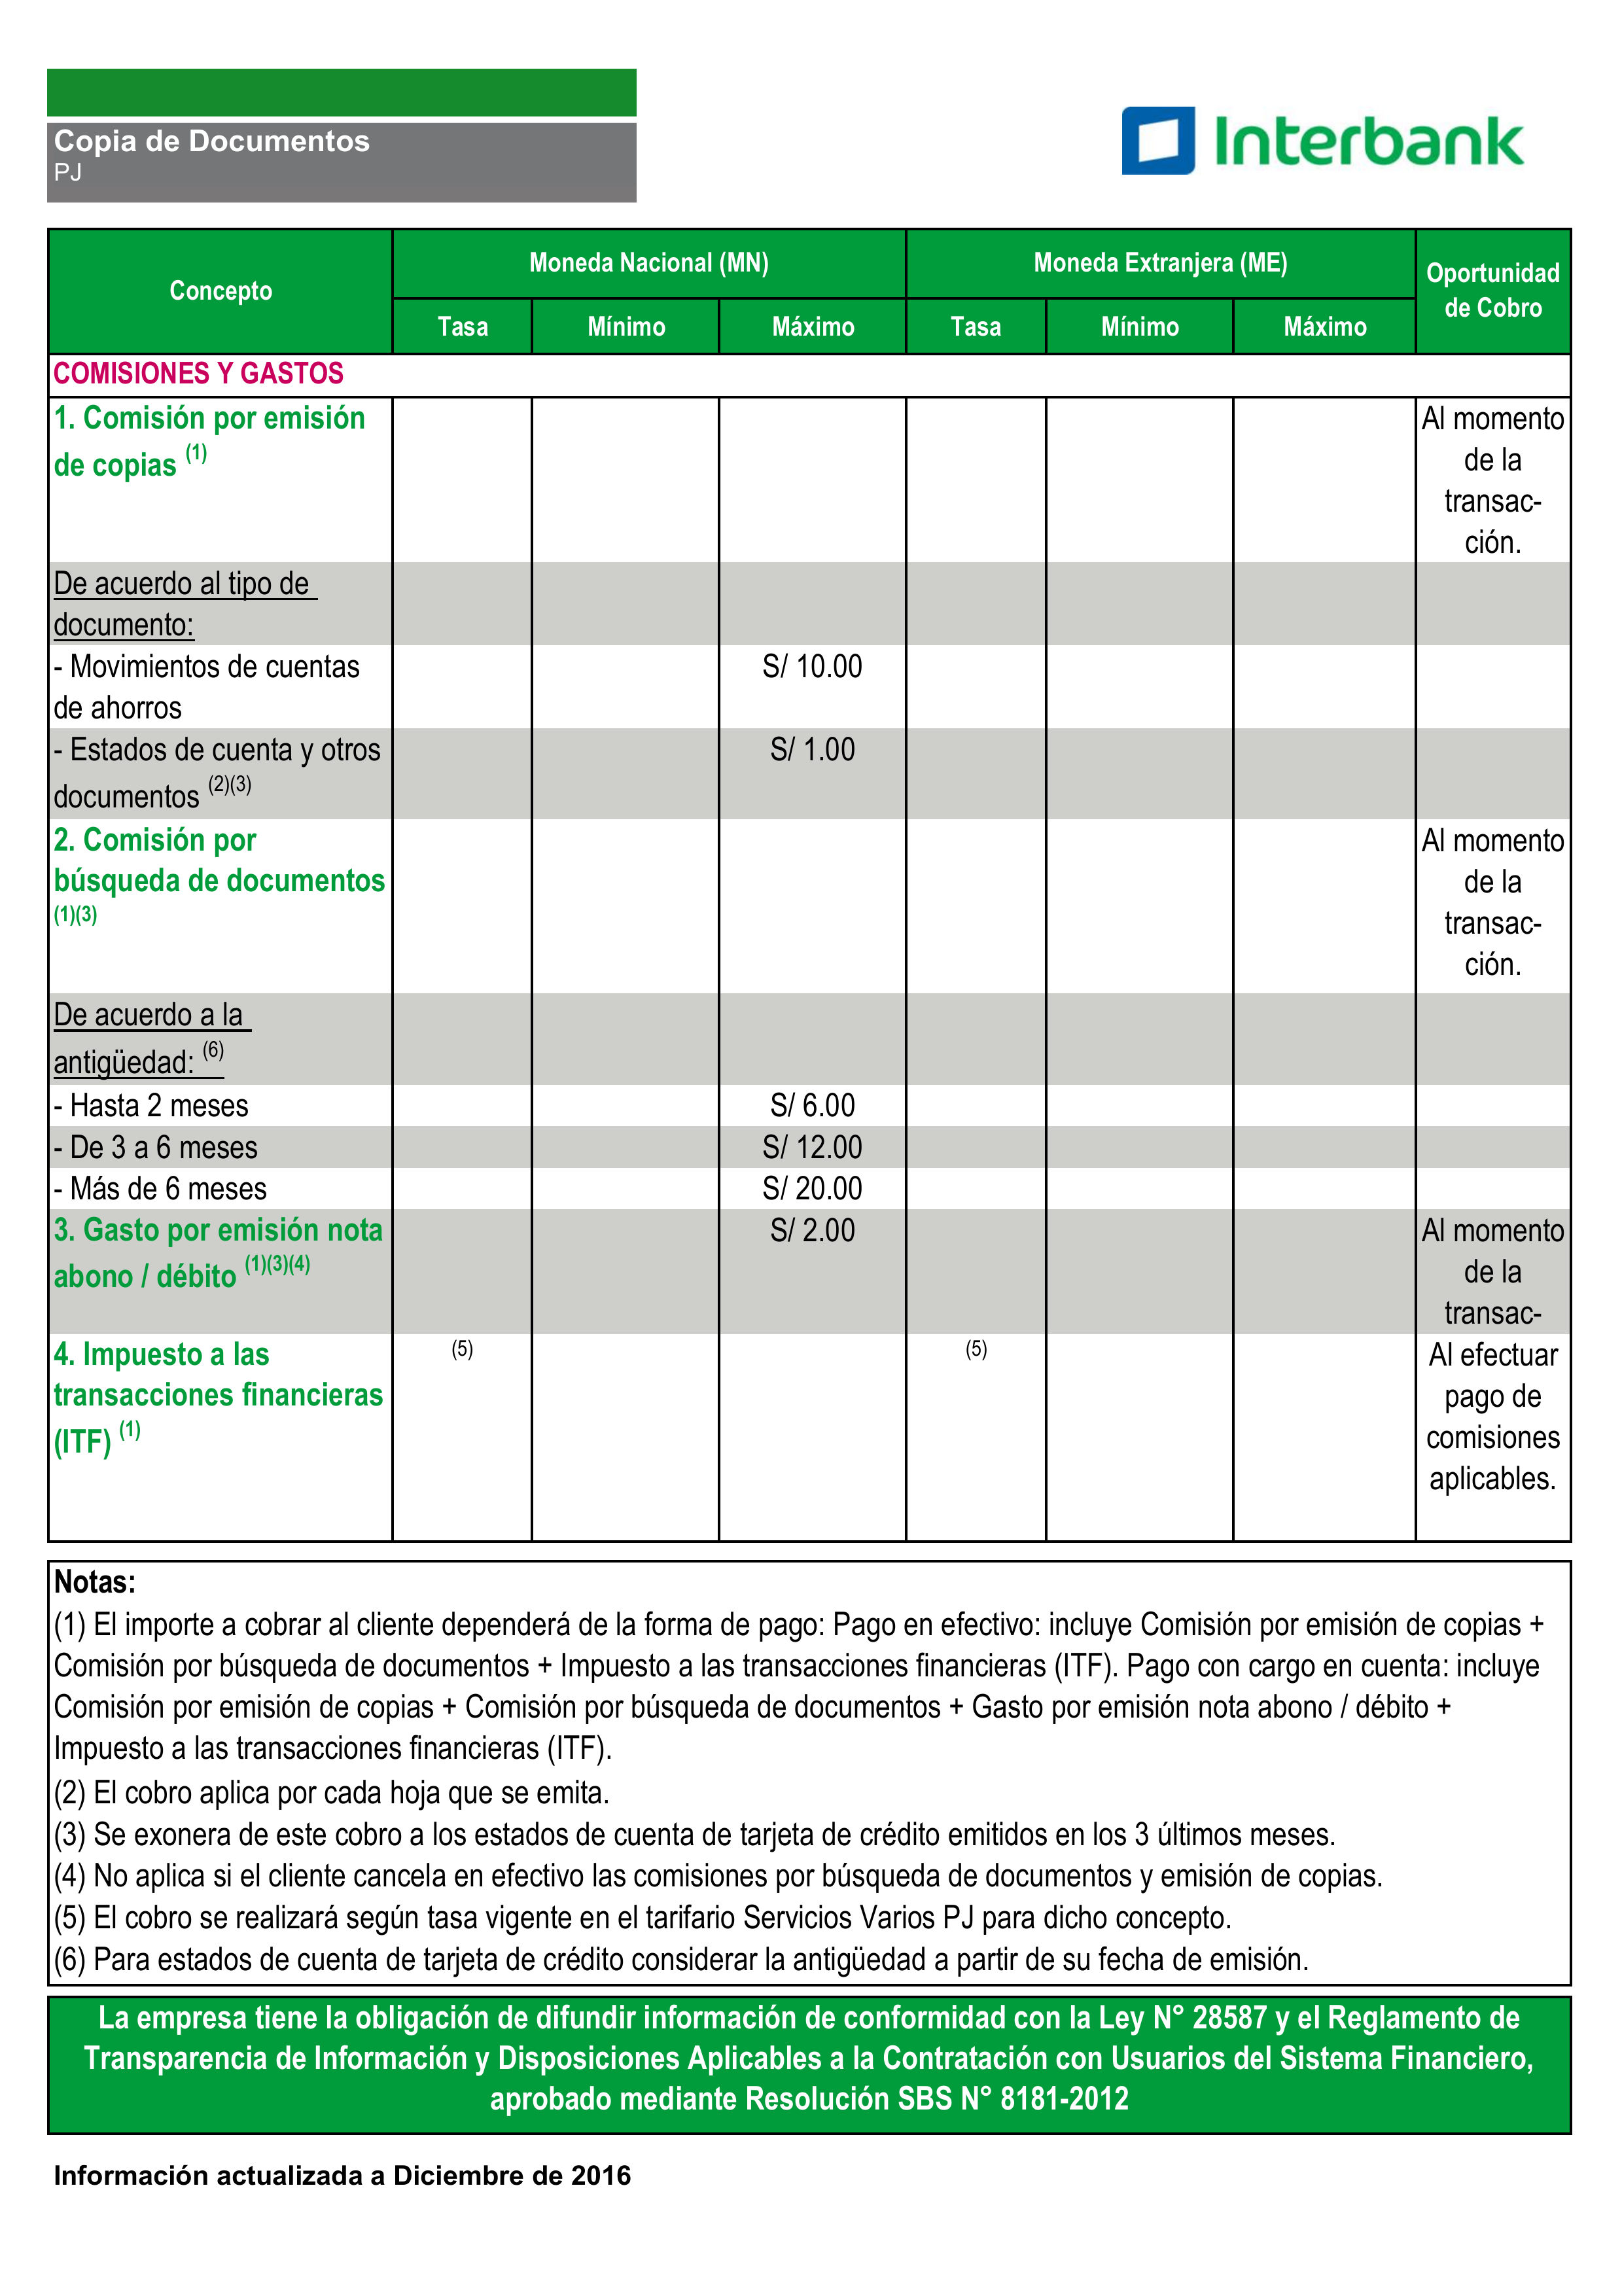 Copia de Documentos
PJ
Interbank
Concepto
Moneda Nacional (MN)
Moneda Extranjera (ME)
Oportunidad
de Cobro
Tasa
Mínimo
Máximo
Tasa
Mínimo
Máximo
COMISIONES Y GASTOS
1. Comisión por emisión
de copias (1)
Al momento
de la
transac-
ción.
De acuerdo al tipo de
documento:
- Movimientos de cuentas
de ahorros
S/ 10.00
- Estados de cuenta y otros
documentos (2)(3)
S/ 1.00
2. Comisión por
búsqueda de documentos
(1)(3)
Al momento
de la
transac-
ción.
De acuerdo a la
antigüedad: (6)
- Hasta 2 meses
S/ 6.00
- De 3 a 6 meses
S/ 12.00
- Más de 6 meses
S/ 20.00
3. Gasto por emisión nota
abono / débito (1)(3)(4)
S/ 2.00
Al momento
de la
transac-
4. Impuesto a las
transacciones financieras
(ITF) (1)
(5)
(5)
Al efectuar
pago de
comisiones
aplicables.
Notas:
(1) El importe a cobrar al cliente dependerá de la forma de pago: Pago en efectivo: incluye Comisión por emisión de copias +
Comisión por búsqueda de documentos + Impuesto a las transacciones financieras (ITF). Pago con cargo en cuenta: incluye
Comisión por emisión de copias + Comisión por búsqueda de documentos + Gasto por emisión nota abono / débito +
Impuesto a las transacciones financieras (ITF).
(2) El cobro aplica por cada hoja que se emita.
(3) Se exonera de este cobro a los estados de cuenta de tarjeta de crédito emitidos en los 3 últimos meses.
(4) No aplica si el cliente cancela en efectivo las comisiones por búsqueda de documentos y emisión de copias.
(5) El cobro se realizará según tasa vigente en el tarifario Servicios Varios PJ para dicho concepto.
(6) Para estados de cuenta de tarjeta de crédito considerar la antigüedad a partir de su fecha de emisión.
La empresa tiene la obligación de difundir información de conformidad con la Ley N° 28587 y el Reglamento de
Transparencia de Información y Disposiciones Aplicables a la Contratación con Usuarios del Sistema Financiero,
aprobado mediante Resolución SBS N° 8181-2012
Información actualizada a Diciembre de 2016